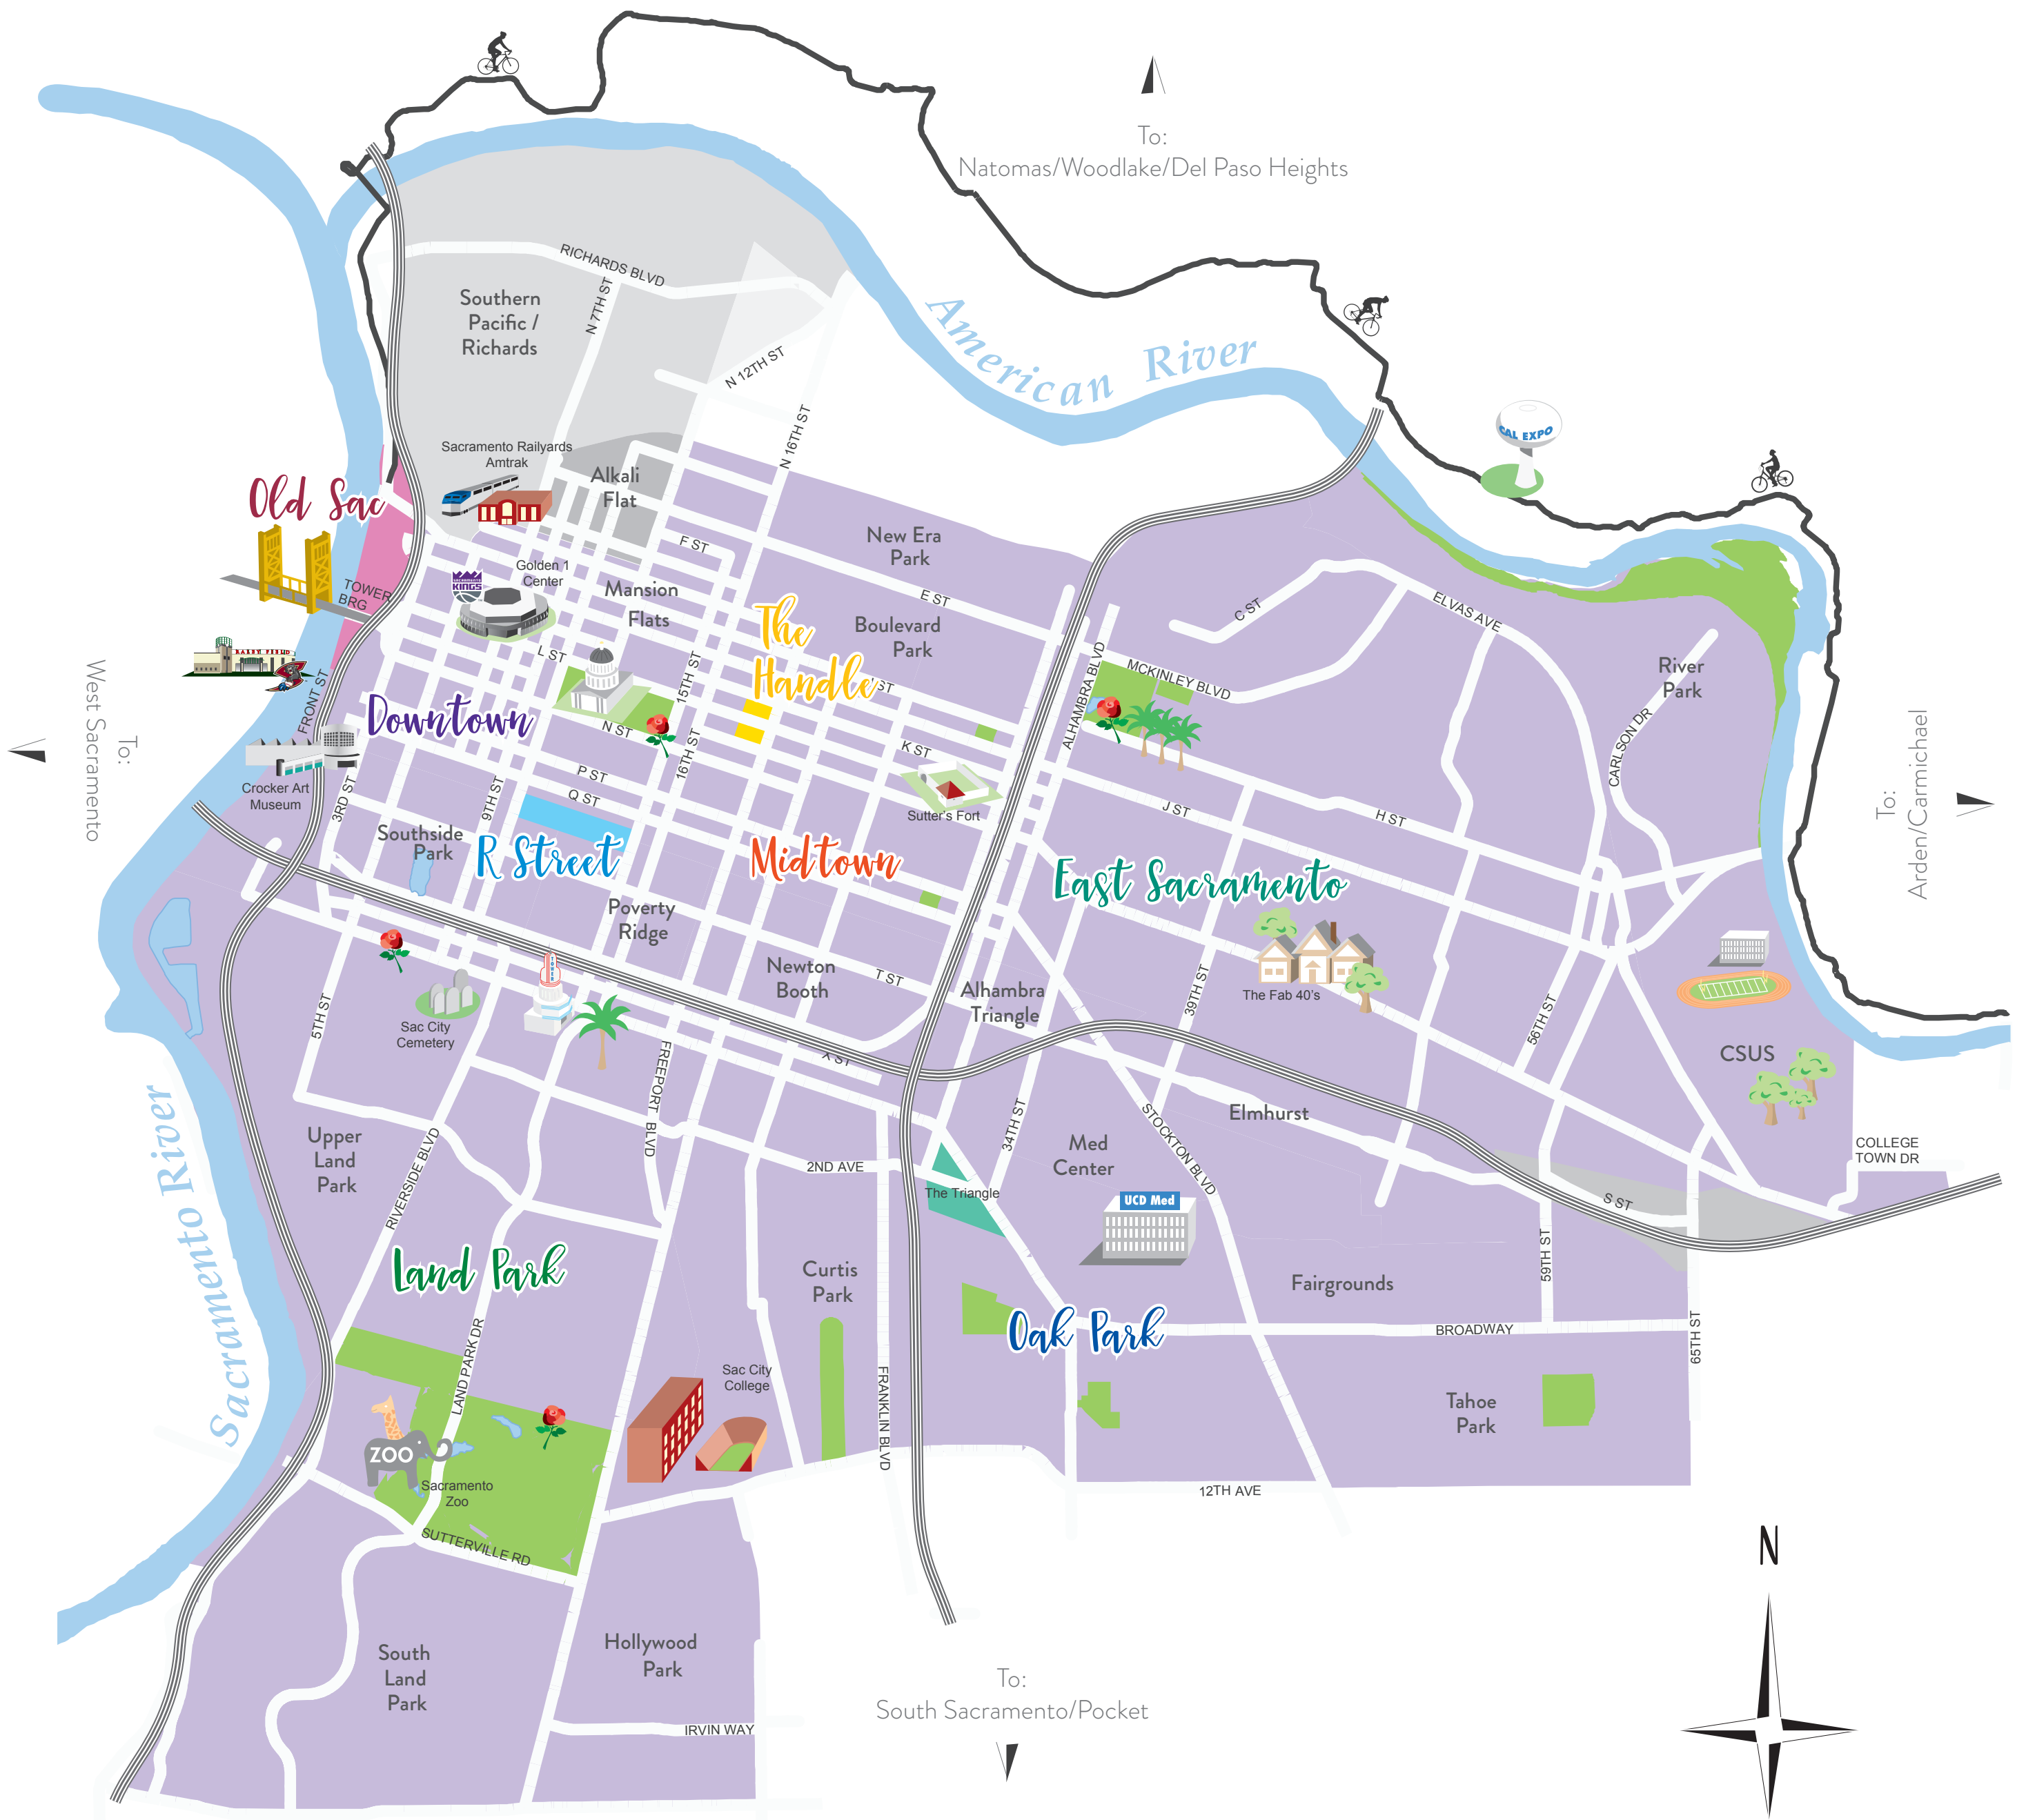 To:
Natomas/Woodlake/Del Paso Heights
American River
RICHARDS BLVD
N 7TH ST
Southern
Pacific /
Richards
N 12TH ST
N 16TH ST
CAL EXPO
Sacramento Railyards
Amtrak
Alkali
Flat
Old Sac
New Era
Park
F ST
Golden 1
Center
SACRAMENTO
KINGS
Mansion
Flats
TOWER
BRG
E ST
The
Handle
Boulevard
Park
C ST
ELVAS AVE
RALEY FIELD
L ST
15TH ST
I ST
ALHAMBRA BLVD
MCKINLEY BLVD
River
Park
To:
West Sacramento
FRONT ST
Downtown
N ST
16TH ST
K ST
CARLSON DR
To:
Arden/Carmichael
Crocker Art
Museum
3RD ST
9TH ST
P ST
Q ST
Sutter's Fort
J ST
H ST
Southside
Park
R Street
Midtown
East Sacramento
Poverty
Ridge
Newton
Booth
T ST
Alhambra
Triangle
39TH ST
The Fab 40's
56TH ST
5TH ST
Sac City
Cemetery
TOWER
FREEPORT BLVD
X ST
CSUS
Sacramento River
Upper
Land
Park
RIVERSIDE BLVD
2ND AVE
34TH ST
STOCKTON BLVD
Elmhurst
Med
Center
COLLEGE
TOWN DR
The Triangle
UCD Med
S ST
Land Park
Curtis
Park
59TH ST
Fairgrounds
Oak Park
BROADWAY
65TH ST
LAND PARK DR
Sac City
College
FRANKLIN BLVD
Tahoe
Park
ZOO
Sacramento
Zoo
12TH AVE
SUTTERVILLE RD
N
South
Land
Park
Hollywood
Park
IRVIN WAY
To:
South Sacramento/Pocket